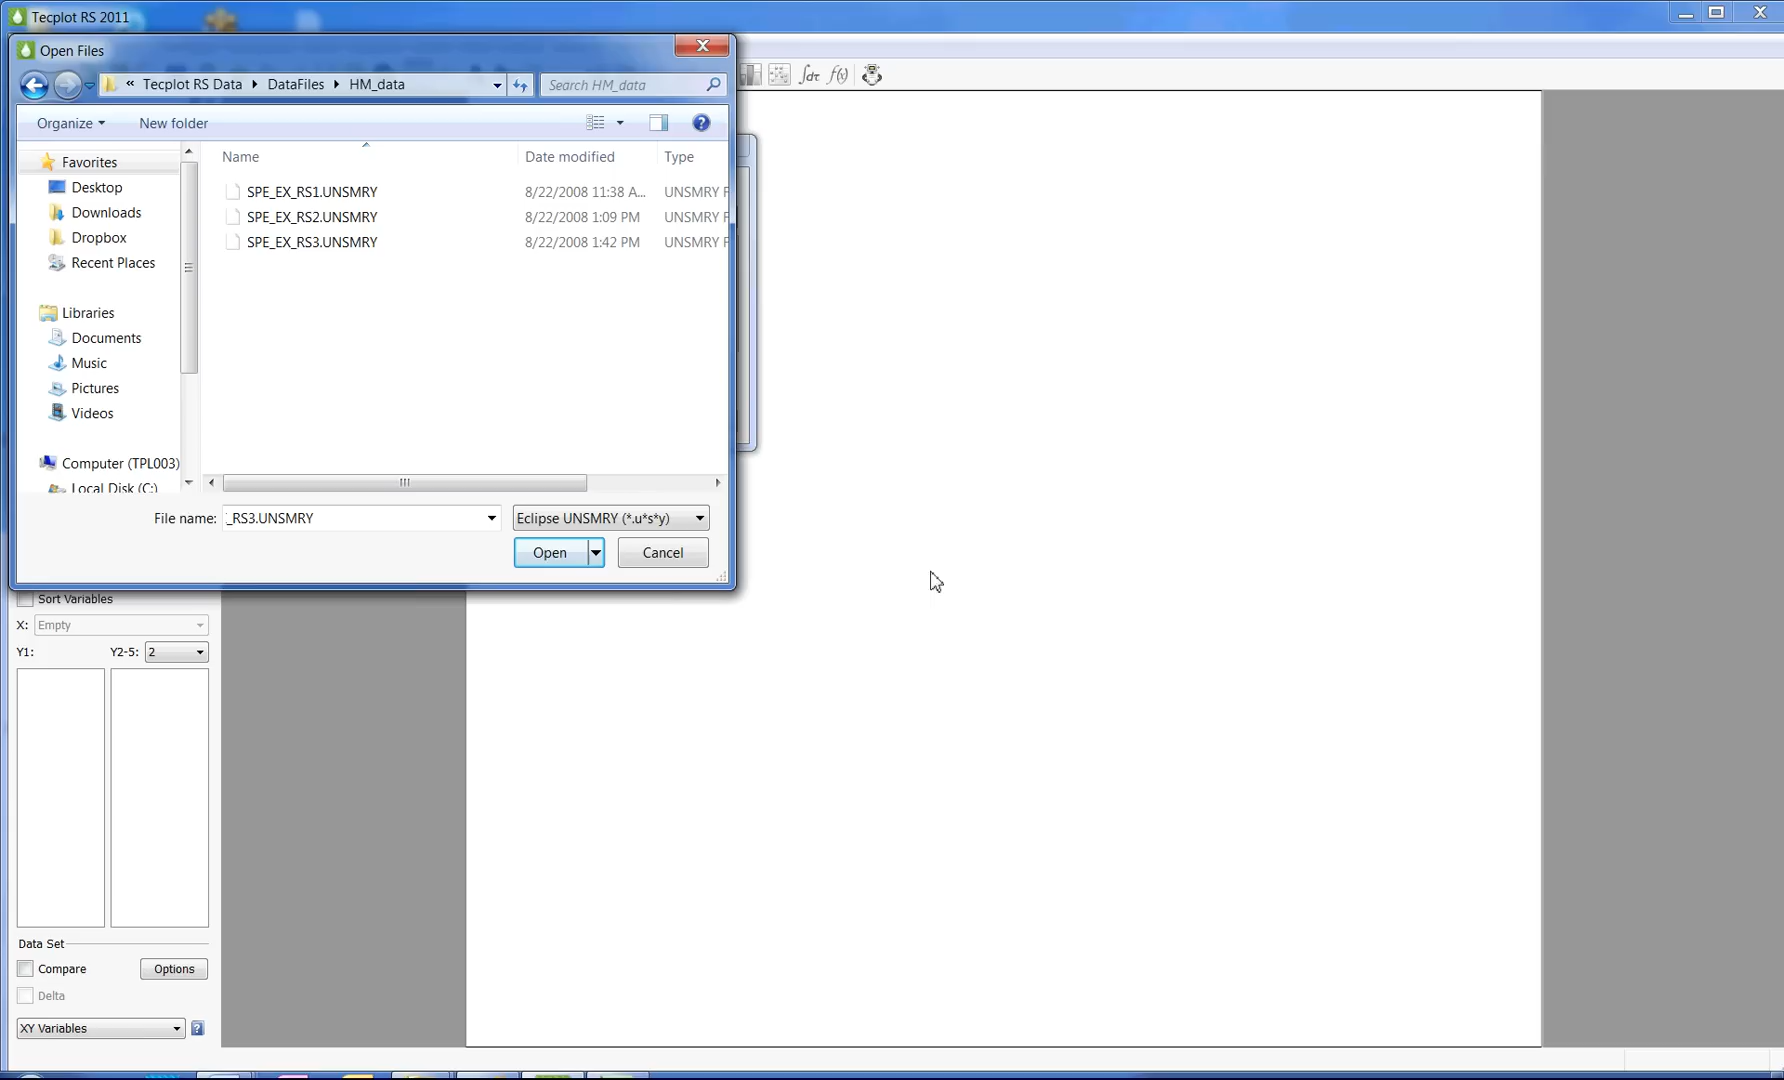 Tecplot RS 2011
Open Files
« Tecplot RS Data DataFiles HM_data
Search HM_data
Organize New folder
Name Date modified Type
Favorites
Desktop
Downloads
Dropbox
Recent Places
Libraries
Documents
Music
Pictures
Videos
Computer (TPL003)
Local Disk (C:)
SPE_EX_RS1.UNSMRY 8/22/2008 11:38 A... UNSMRY F
SPE_EX_RS2.UNSMRY 8/22/2008 1:09 PM UNSMRY F
SPE_EX_RS3.UNSMRY 8/22/2008 1:42 PM UNSMRY F
File name: _RS3.UNSMRY Eclipse UNSMRY (*.u*s*y)
Open Cancel
Sort Variables
X: Empty
Y1: Y2-5: 2
Data Set
Compare Options
Delta
XY Variables
∫dt f(x)